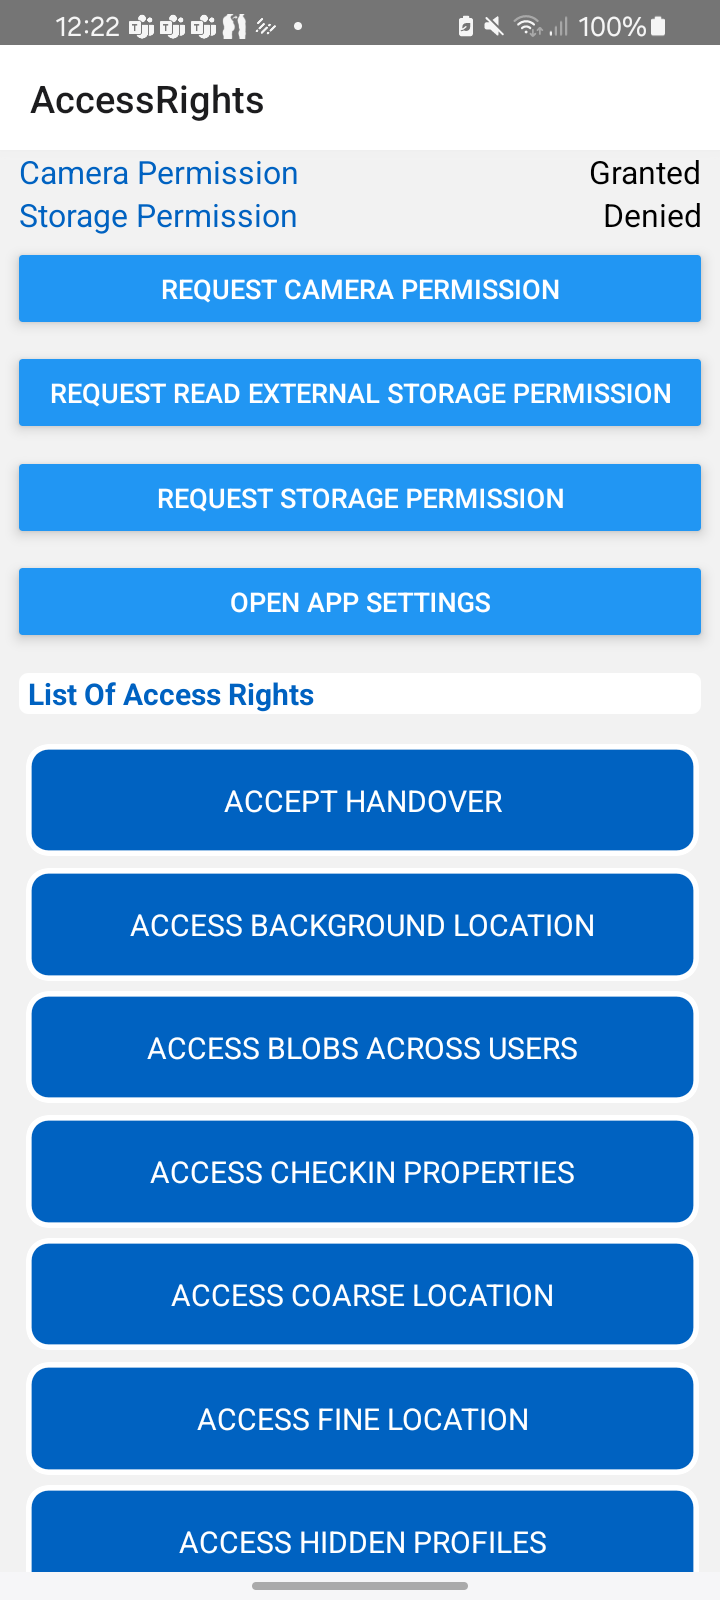 12:22 100%
AccessRights
Camera Permission Granted
Storage Permission Denied
REQUEST CAMERA PERMISSION
REQUEST READ EXTERNAL STORAGE PERMISSION
REQUEST STORAGE PERMISSION
OPEN APP SETTINGS
List Of Access Rights
ACCEPT HANDOVER
ACCESS BACKGROUND LOCATION
ACCESS BLOBS ACROSS USERS
ACCESS CHECKIN PROPERTIES
ACCESS COARSE LOCATION
ACCESS FINE LOCATION
ACCESS HIDDEN PROFILES